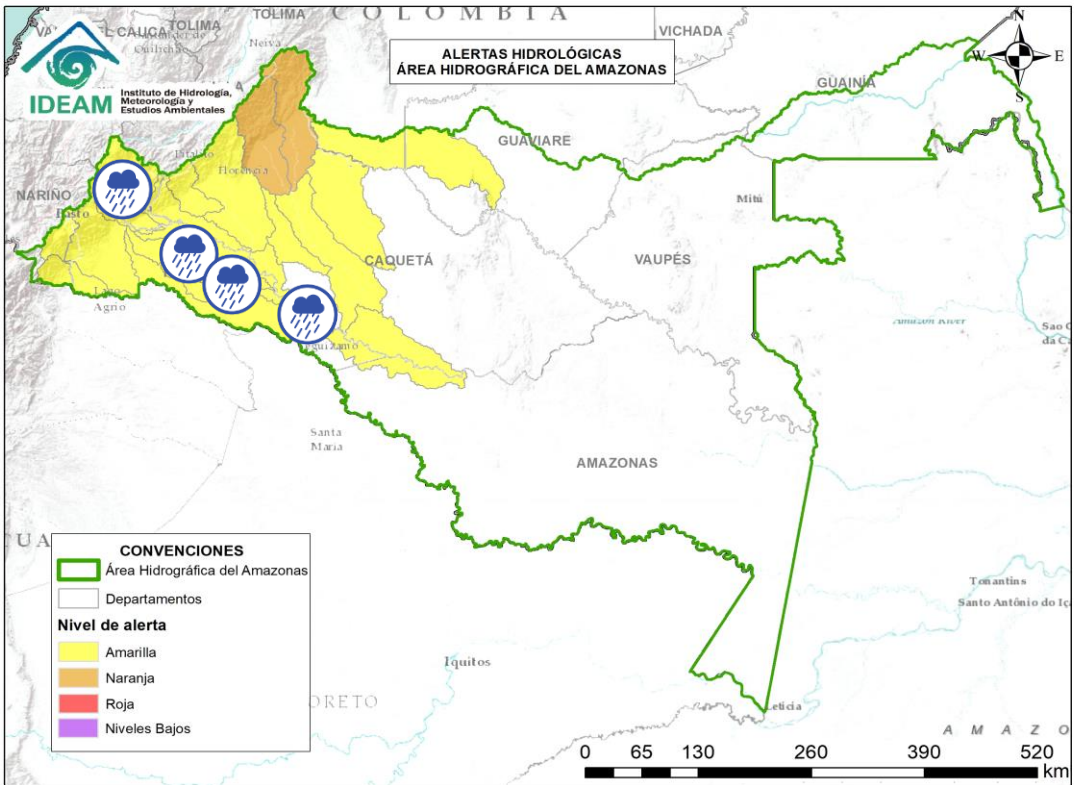 COLOMBIA
TOLIMA
TOLIMA
Neiva
VICHADA
ALERTAS HIDROLÓGICAS
ÁREA HIDROGRÁFICA DEL AMAZONAS
N
W
E
S
IDEAM
Instituto de Hidrología,
Meteorología y
Estudios Ambientales
GUAINÍA
GUAVIARE
Florencia
NARIÑO
Mitú
CAQUETÁ
VAUPÉS
Lago
Agrio
Amazon River
Santa
Maria
AMAZONAS
CONVENCIONES
Área Hidrográfica del Amazonas
Departamentos
Nivel de alerta
Amarilla
Naranja
Roja
Niveles Bajos
Tonantins
Santo Antônio do Iç
Iquitos
ORETO
Leticia
A M A Z O
0 65 130 260 390 520
km